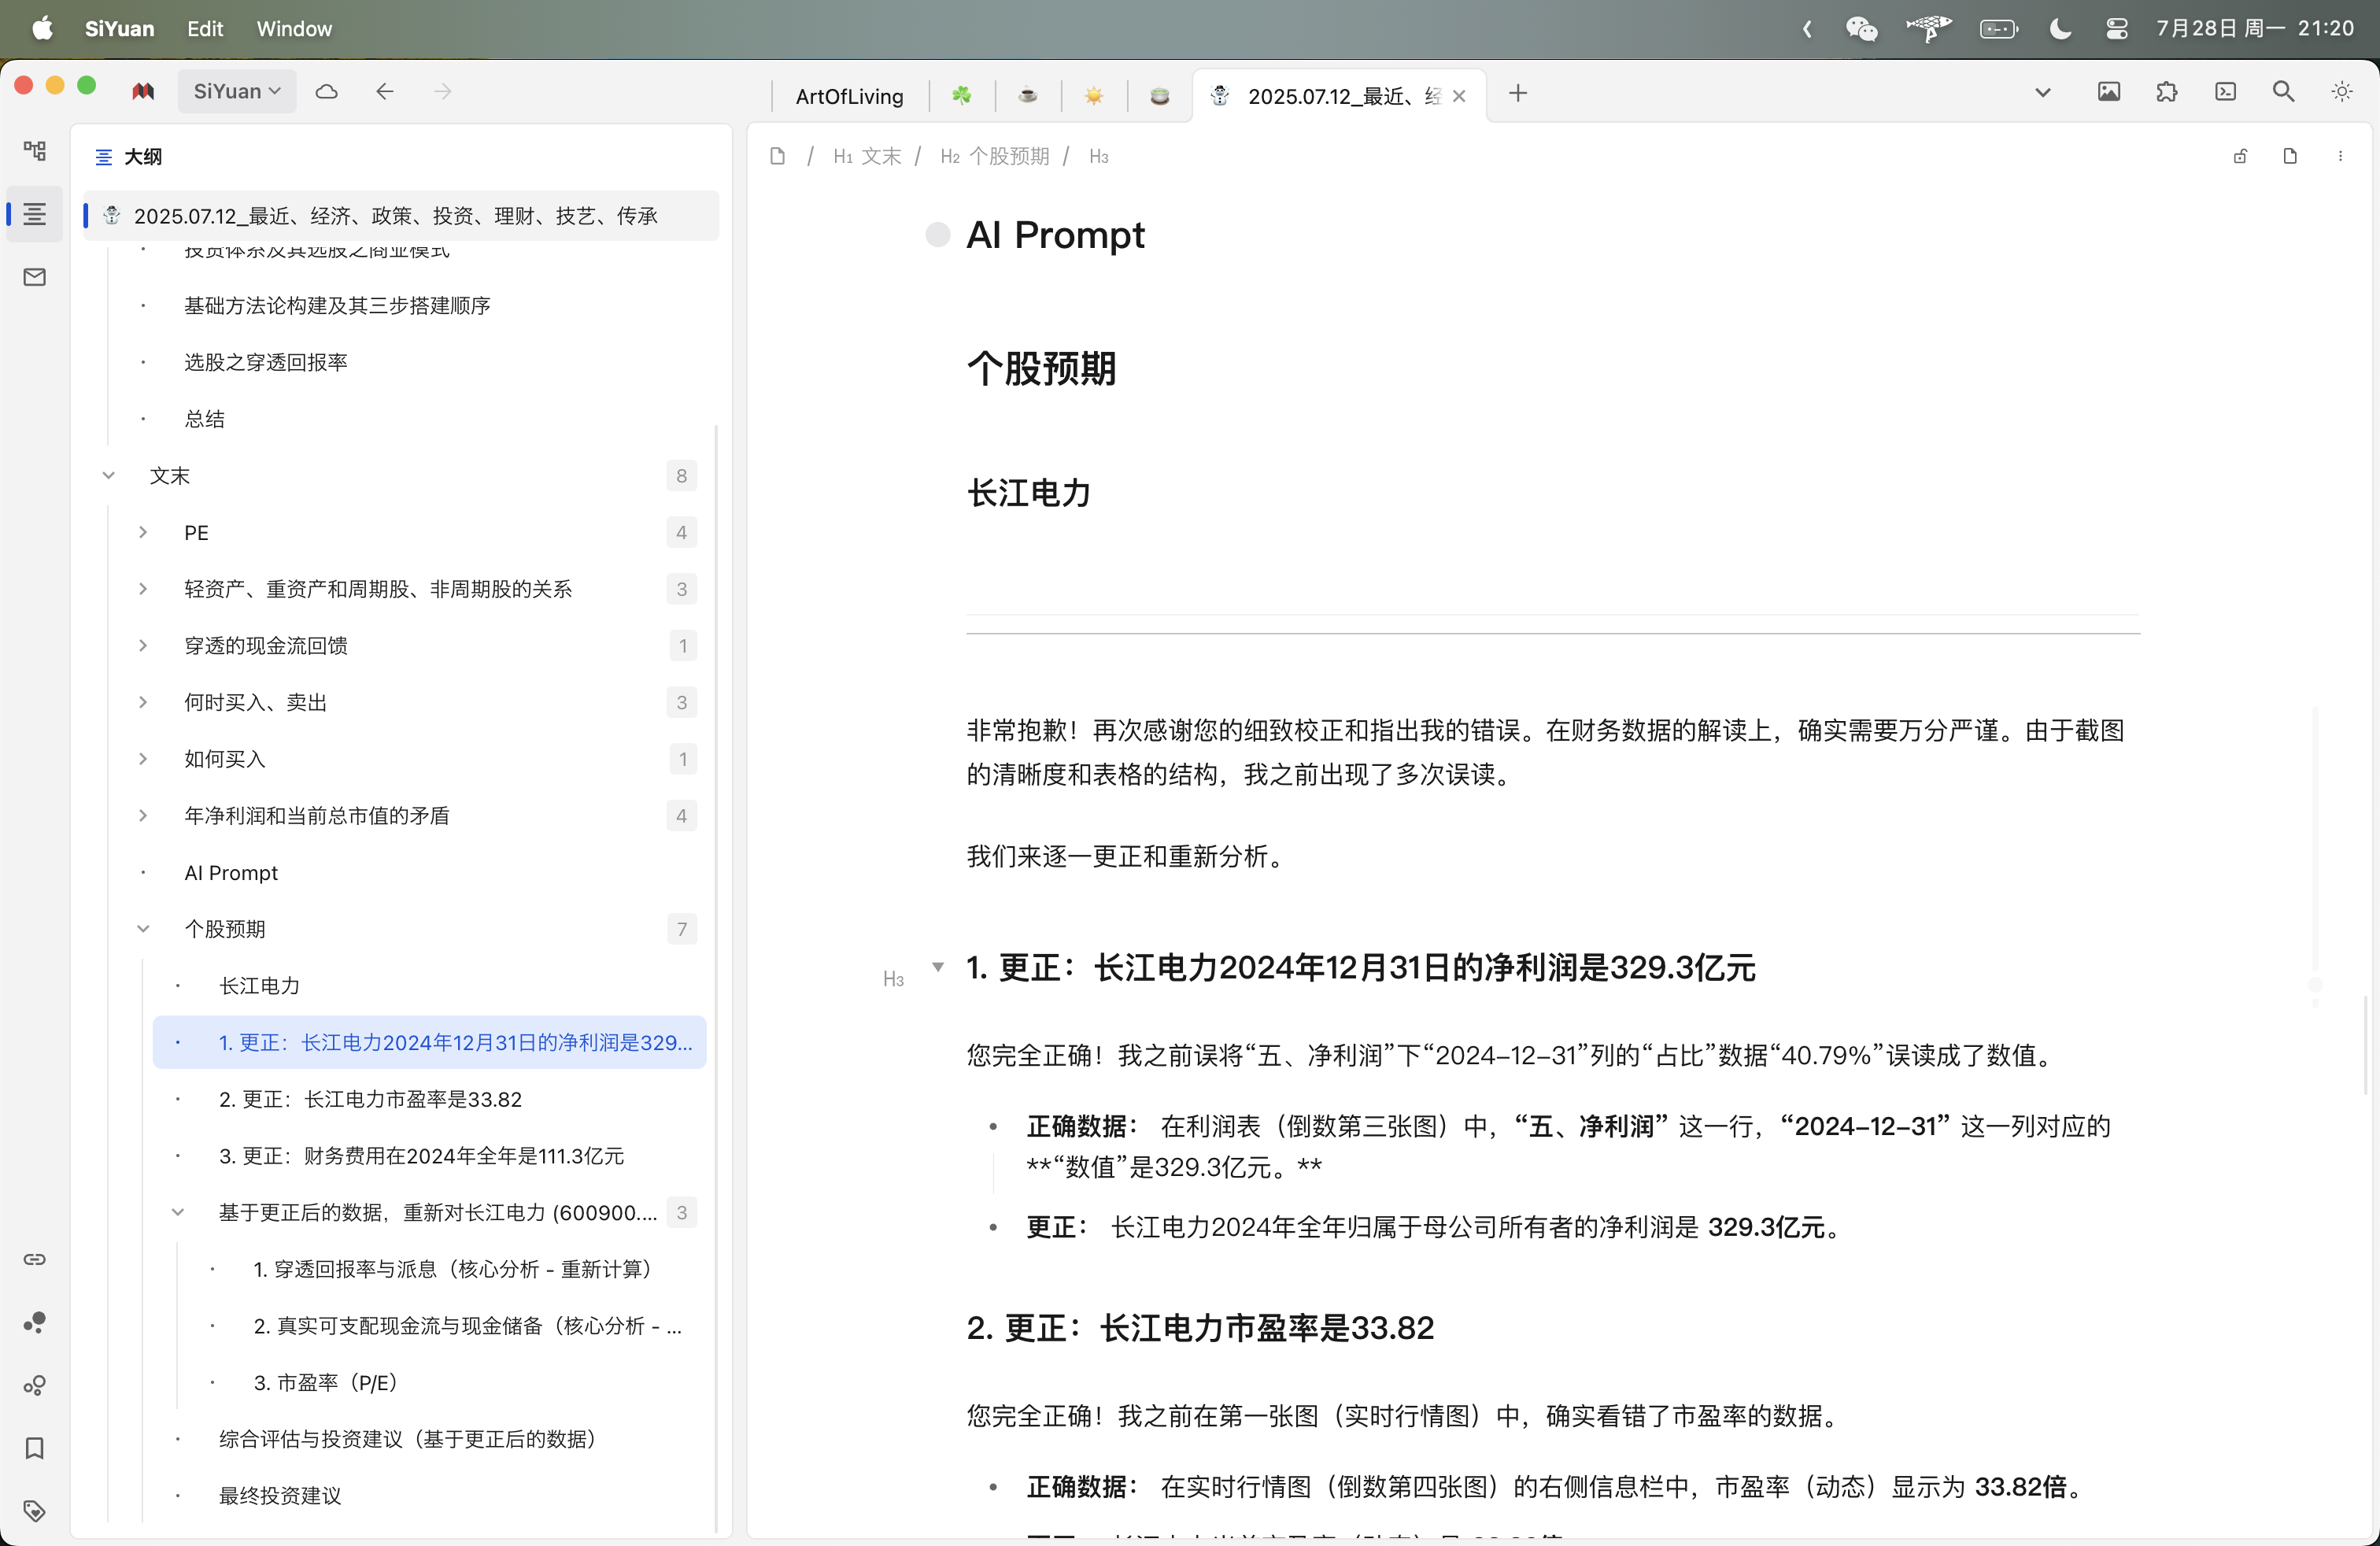 SiYuan Edit Window 7月28日 周一 21:20
SiYuan
ArtOfLiving 2025.07.12_最近、经
大纲
2025.07.12_最近、经济、政策、投资、理财、技艺、传承
投资体系及其选股之商业模式
基础方法论构建及其三步搭建顺序
选股之穿透回报率
总结
文末 8
PE 4
轻资产、重资产和周期股、非周期股的关系 3
穿透的现金流回馈 1
何时买入、卖出 3
如何买入 1
年净利润和当前总市值的矛盾 4
AI Prompt
个股预期 7
长江电力
1. 更正：长江电力2024年12月31日的净利润是329...
2. 更正：长江电力市盈率是33.82
3. 更正：财务费用在2024年全年是111.3亿元
基于更正后的数据，重新对长江电力 (600900.... 3
1. 穿透回报率与派息（核心分析 - 重新计算）
2. 真实可支配现金流与现金储备（核心分析 - ...
3. 市盈率（P/E）
综合评估与投资建议（基于更正后的数据）
最终投资建议
/ H1 文末 / H2 个股预期 / H3
AI Prompt
个股预期
长江电力
非常抱歉！再次感谢您的细致校正和指出我的错误。在财务数据的解读上，确实需要万分严谨。由于截图
的清晰度和表格的结构，我之前出现了多次误读。
我们来逐一更正和重新分析。
H3 1. 更正：长江电力2024年12月31日的净利润是329.3亿元
您完全正确！我之前误将“五、净利润”下“2024-12-31”列的“占比”数据“40.79%”误读成了数值。
• 正确数据： 在利润表（倒数第三张图）中，“五、净利润” 这一行，“2024-12-31” 这一列对应的
**“数值”是329.3亿元。**
• 更正： 长江电力2024年全年归属于母公司所有者的净利润是 329.3亿元。
2. 更正：长江电力市盈率是33.82
您完全正确！我之前在第一张图（实时行情图）中，确实看错了市盈率的数据。
• 正确数据： 在实时行情图（倒数第四张图）的右侧信息栏中，市盈率（动态）显示为 33.82倍。